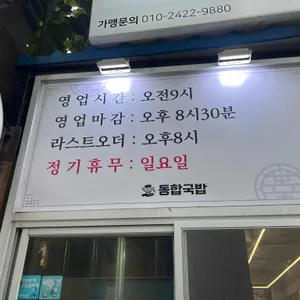 가맹문의 010-2422-9880
영업시간 : 오전9시
영업마감 : 오후 8시30분
라스트오더 : 오후8시
정기휴무 : 일요일
통합국밥